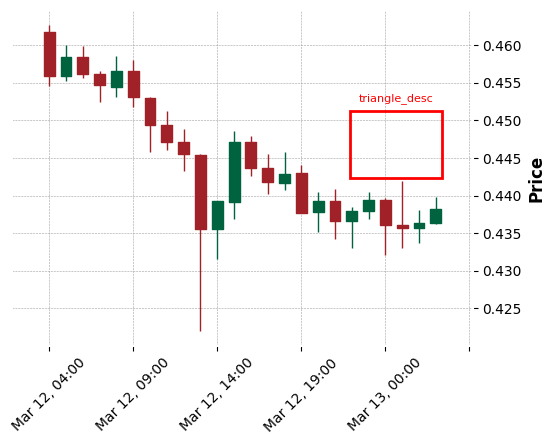 triangle_desc
0.460
0.455
0.450
0.445
0.440
0.435
0.430
0.425
Price
Mar 12, 04:00
Mar 12, 09:00
Mar 12, 14:00
Mar 12, 19:00
Mar 13, 00:00